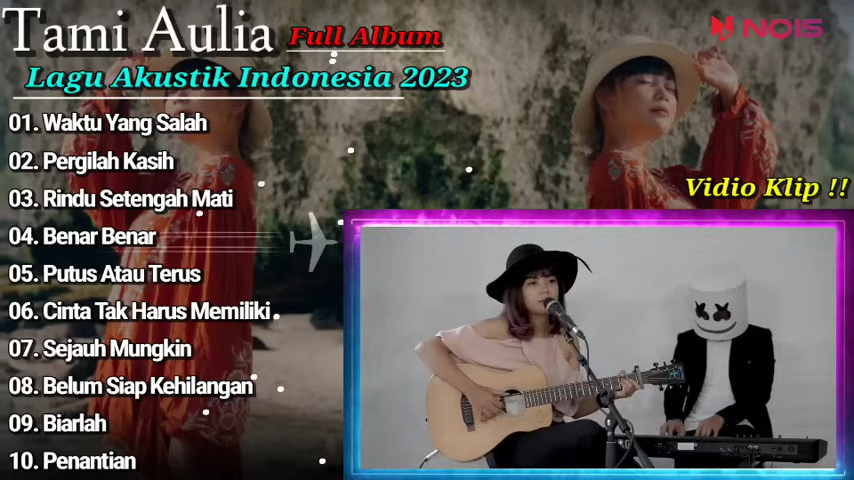 Tami Aulia Full Album
Lagu Akustik Indonesia 2023
NOIS
01. Waktu Yang Salah
02. Pergilah Kasih
03. Rindu Setengah Mati
04. Benar Benar
05. Putus Atau Terus
06. Cinta Tak Harus Memiliki
07. Sejauh Mungkin
08. Belum Siap Kehilangan
09. Biarlah
10. Penantian
Vidio Klip !!